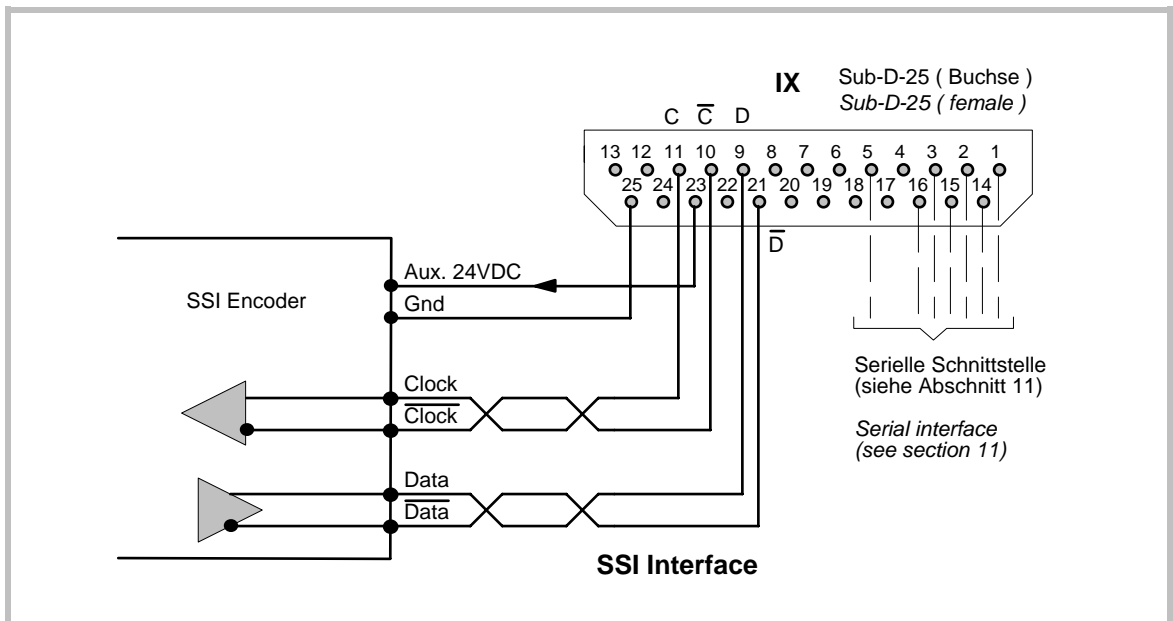 IX Sub-D-25 ( Buchse )
Sub-D-25 ( female )
C C̅ D
13 12 11 10 9 8 7 6 5 4 3 2 1
25 24 23 22 21 20 19 18 17 16 15 14
D̅
Aux. 24VDC
SSI Encoder
Gnd
Serielle Schnittstelle
(siehe Abschnitt 11)
Clock
C̅l̅o̅c̅k̅
Serial interface
(see section 11)
Data
D̅a̅t̅a̅
SSI Interface